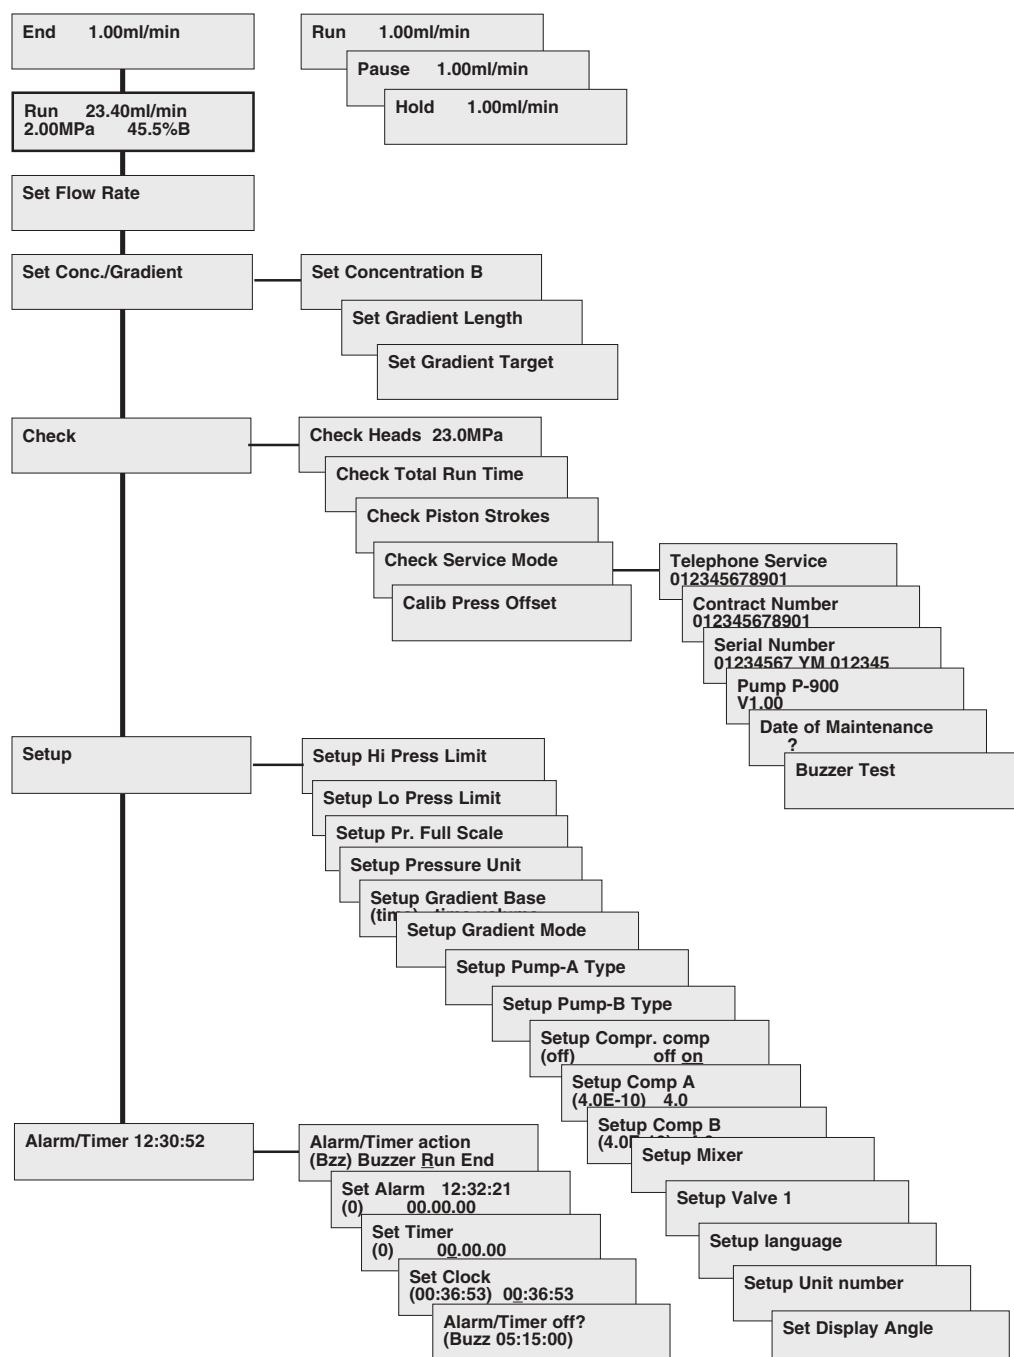 End 1.00ml/min
Run 1.00ml/min
Pause 1.00ml/min
Hold 1.00ml/min
Run 23.40ml/min
2.00MPa 45.5%B
Set Flow Rate
Set Conc./Gradient
Set Concentration B
Set Gradient Length
Set Gradient Target
Check
Check Heads 23.0MPa
Check Total Run Time
Check Piston Strokes
Check Service Mode
Calib Press Offset
Telephone Service
012345678901
Contract Number
012345678901
Serial Number
01234567 YM 012345
Pump P-900
V1.00
Date of Maintenance
?
Buzzer Test
Setup
Setup Hi Press Limit
Setup Lo Press Limit
Setup Pr. Full Scale
Setup Pressure Unit
Setup Gradient Base
(time)
Setup Gradient Mode
Setup Pump-A Type
Setup Pump-B Type
Setup Compr. comp
(off) off on
Setup Comp A
(4.0E-10) 4.0
Setup Comp B
Setup Mixer
Setup Valve 1
Setup language
Setup Unit number
Set Display Angle
Alarm/Timer 12:30:52
Alarm/Timer action
(Bzz) Buzzer Run End
Set Alarm 12:32:21
(0) 00.00.00
Set Timer
(0) 00.00.00
Set Clock
(00:36:53) 00:36:53
Alarm/Timer off?
(Buzz 05:15:00)